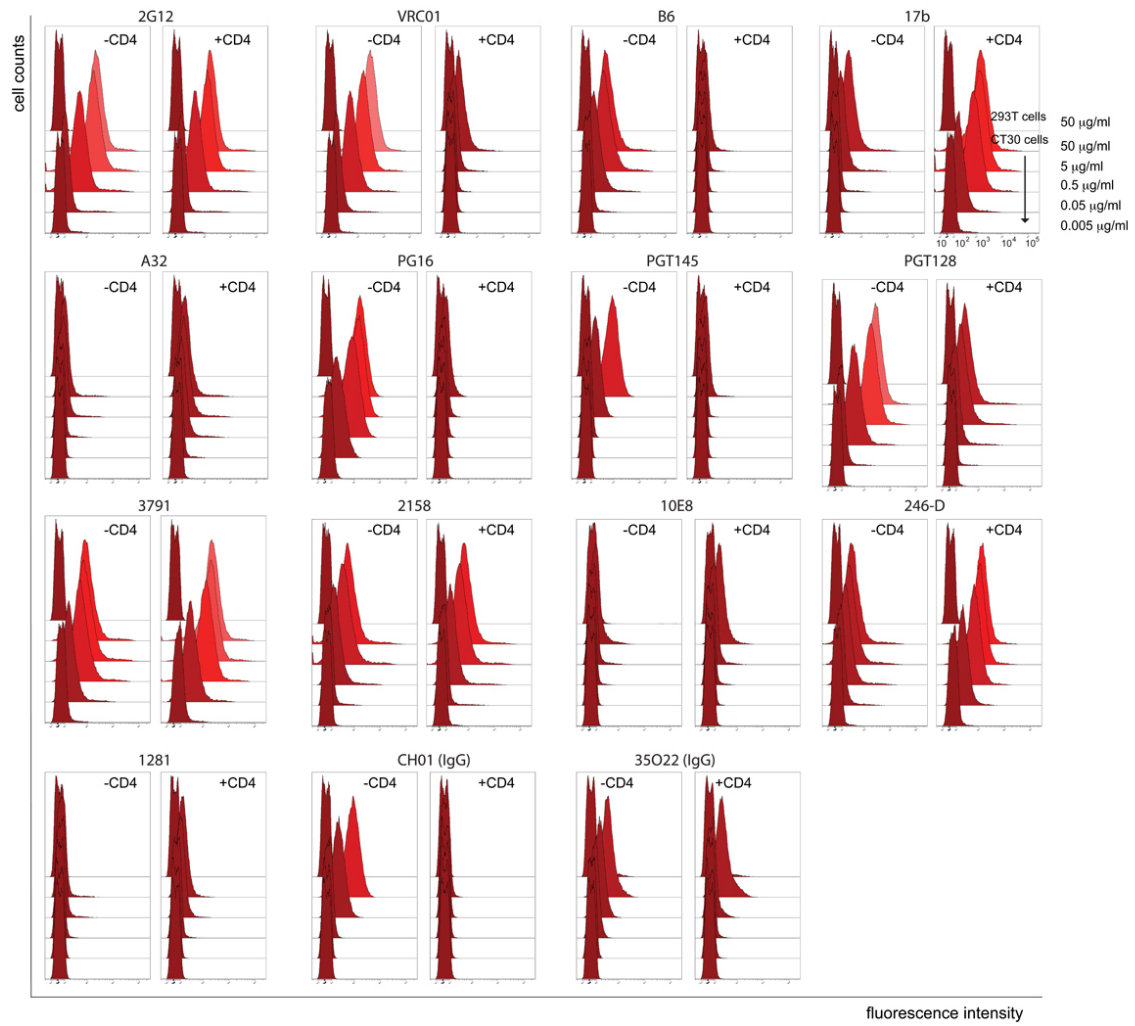 2G12 VRC01 B6 17b
-CD4 +CD4 -CD4 +CD4 -CD4 +CD4 -CD4 +CD4
cell counts
293T cells 50 µg/ml
CT30 cells 50 µg/ml
5 µg/ml
0.5 µg/ml
0.05 µg/ml
0.005 µg/ml
10 10² 10³ 10⁴ 10⁵
A32 PG16 PGT145 PGT128
-CD4 +CD4 -CD4 +CD4 -CD4 +CD4 -CD4 +CD4
3791 2158 10E8 246-D
-CD4 +CD4 -CD4 +CD4 -CD4 +CD4 -CD4 +CD4
1281 CH01 (IgG) 35O22 (IgG)
-CD4 +CD4 -CD4 +CD4 -CD4 +CD4
fluorescence intensity